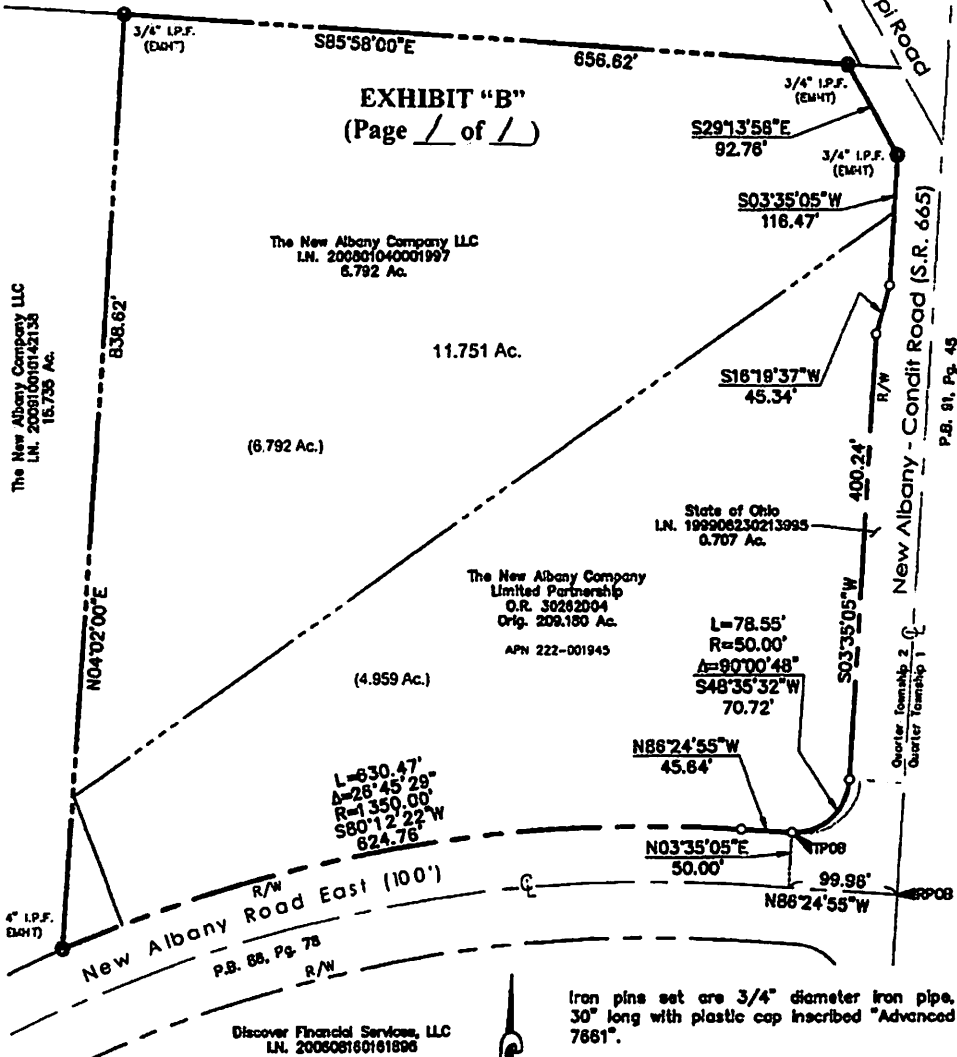 pi Road
3/4" I.P.F.
(EMHT)
S85°58'00"E
656.62'
EXHIBIT "B"
(Page 1 of 1)
3/4" I.P.F.
(EMHT)
S29°13'58"E
92.76'
3/4" I.P.F.
(EMHT)
S03°35'05"W
116.47'
The New Albany Company LLC
I.N. 200801040001997
6.792 Ac.
The New Albany Company LLC
I.N. 200910010142138
15.735 Ac.
838.62'
N04°02'00"E
11.751 Ac.
S16°19'37"W
45.34'
R/W
New Albany - Condit Road (S.R. 665)
P.B. 91, Pg. 45
(6.792 Ac.)
400.24'
S03°35'05"W
State of Ohio
I.N. 199906230213995
0.707 Ac.
The New Albany Company
Limited Partnership
O.R. 30262D04
Orig. 209.180 Ac.
APN 222-001945
(4.959 Ac.)
L=78.55'
R=50.00'
Δ=90°00'48"
S48°35'32"W
70.72'
Quarter Township 2
Quarter Township 1
℄
N86°24'55"W
45.64'
L=630.47'
Δ=26°45'29"
R=1350.00'
S80°12'22"W
624.76'
N03°35'05"E
50.00'
TPOB
99.98'
N86°24'55"W
RPOB
4" I.P.F.
EMHT)
R/W
New Albany Road East (100')
℄
P.B. 68, Pg. 78
R/W
Discover Financial Services, LLC
I.N. 200608160161896
Iron pins set are 3/4" diameter iron pipe,
30" long with plastic cap inscribed "Advanced
7661".